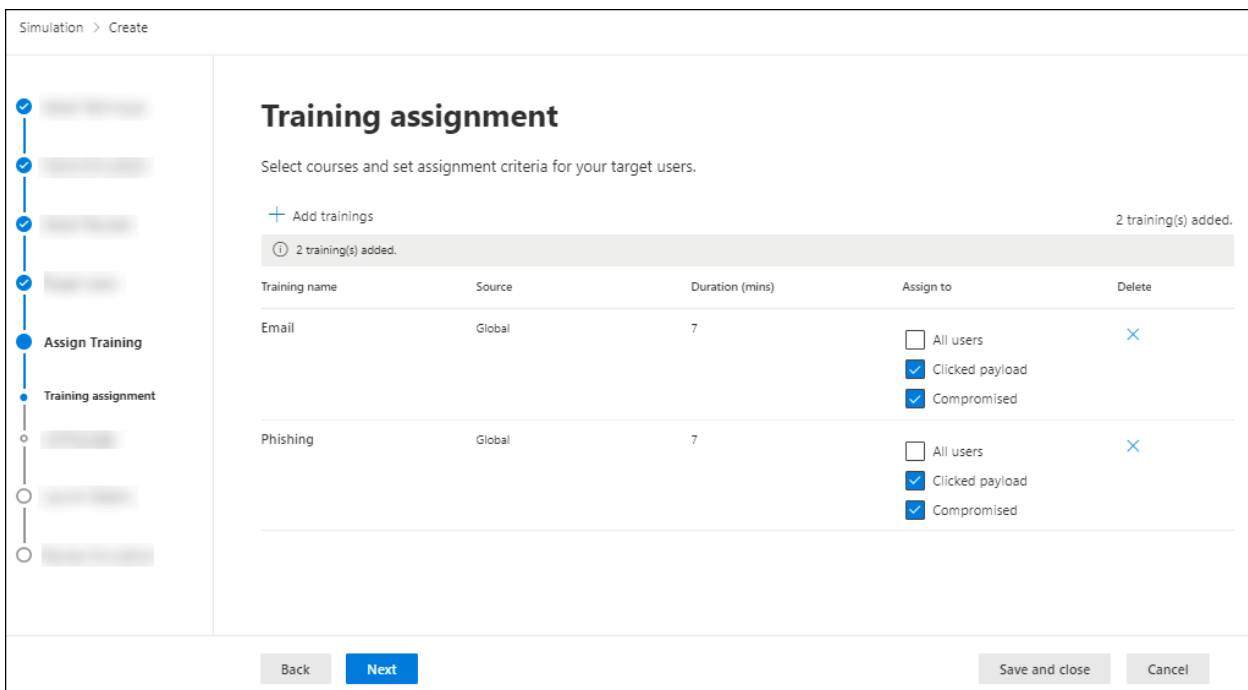 Simulation > Create
Assign Training
Training assignment
Training assignment
Select courses and set assignment criteria for your target users.
+ Add trainings
2 training(s) added.
2 training(s) added.
Training name Source Duration (mins) Assign to Delete
Email Global 7
All users
Clicked payload
Compromised
Phishing Global 7
All users
Clicked payload
Compromised
Back Next Save and close Cancel